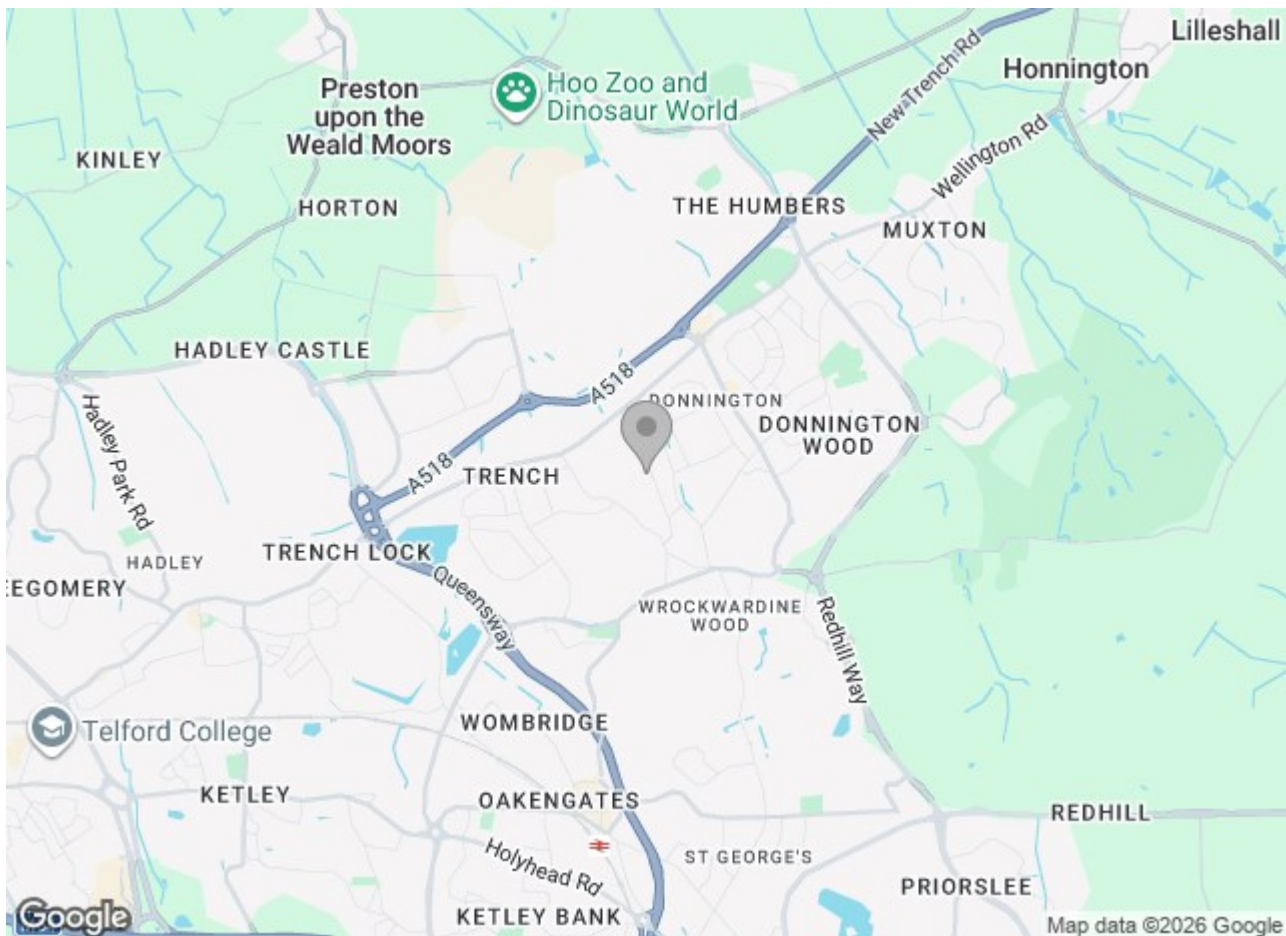 Lilleshall
Honnington
Preston
upon the
Weald Moors
Hoo Zoo and
Dinosaur World
New Trench Rd
KINLEY
Wellington Rd
HORTON
THE HUMBERS
MUXTON
HADLEY CASTLE
A518
DONNINGTON
DONNINGTON
WOOD
Hadley Park Rd
A518
TRENCH
TRENCH LOCK
HADLEY
EEGOMERY
Queensway
WROCKWARDINE
WOOD
Redhill Way
Telford College
WOMBRIDGE
KETLEY
OAKENGATES
REDHILL
Holyhead Rd
ST GEORGE'S
PRIORSLEE
KETLEY BANK
Google
Map data ©2026 Google